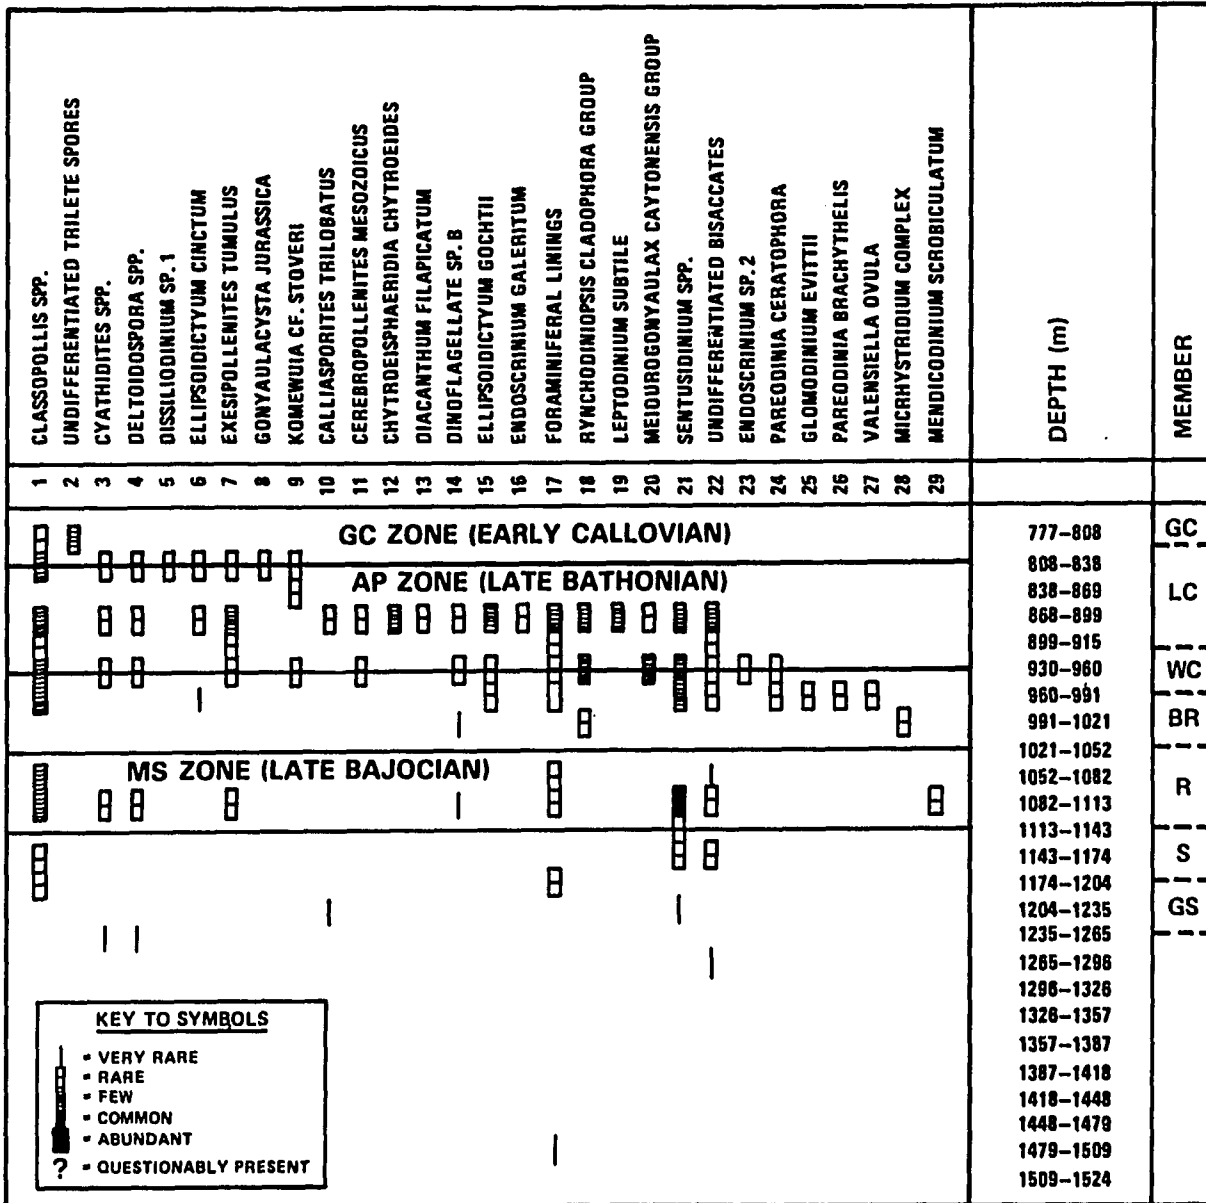 CLASSOPOLLIS SPP.
UNDIFFERENTIATED TRILETE SPORES
CYATHIDITES SPP.
DELTOIDOSPORA SPP.
DISSILIODINIUM SP. 1
ELLIPSOIDICTYUM CINCTUM
EXESIPOLLENITES TUMULUS
GONYAULACYSTA JURASSICA
KOMEWUIA CF. STOVERI
CALLIASPORITES TRILOBATUS
CEREBROPOLLENITES MESOZOICUS
CHYTROEISPHAERIDIA CHYTROEIDES
DIACANTHUM FILAPICATUM
DINOFLAGELLATE SP. B
ELLIPSOIDICTYUM GOCHTII
ENDOSCRINIUM GALERITUM
FORAMINIFERAL LININGS
RYNCHODINIOPSIS CLADOPHORA GROUP
LEPTODINIUM SUBTILE
MEIOUROGONYAULAX CAYTONENSIS GROUP
SENTUSIDINIUM SPP.
UNDIFFERENTIATED BISACCATES
ENDOSCRINIUM SP. 2
PAREODINIA CERATOPHORA
GLOMODINIUM EVITTII
PAREODINIA BRACHYTHELIS
VALENSIELLA OVULA
MICRHYSTRIDIUM COMPLEX
MENDICODINIUM SCROBICULATUM
DEPTH (m)
MEMBER
1 2 3 4 5 6 7 8 9 10 11 12 13 14 15 16 17 18 19 20 21 22 23 24 25 26 27 28 29
GC ZONE (EARLY CALLOVIAN)
777-808
GC
808-838
AP ZONE (LATE BATHONIAN)
838-869
LC
868-899
899-915
930-960
WC
960-991
991-1021
BR
1021-1052
MS ZONE (LATE BAJOCIAN)
1052-1082
R
1082-1113
1113-1143
1143-1174
S
1174-1204
1204-1235
GS
1235-1265
1265-1296
1296-1326
1326-1357
1357-1387
1387-1418
1418-1448
1448-1479
1479-1509
1509-1524
KEY TO SYMBOLS
= VERY RARE
= RARE
= FEW
= COMMON
= ABUNDANT
? = QUESTIONABLY PRESENT